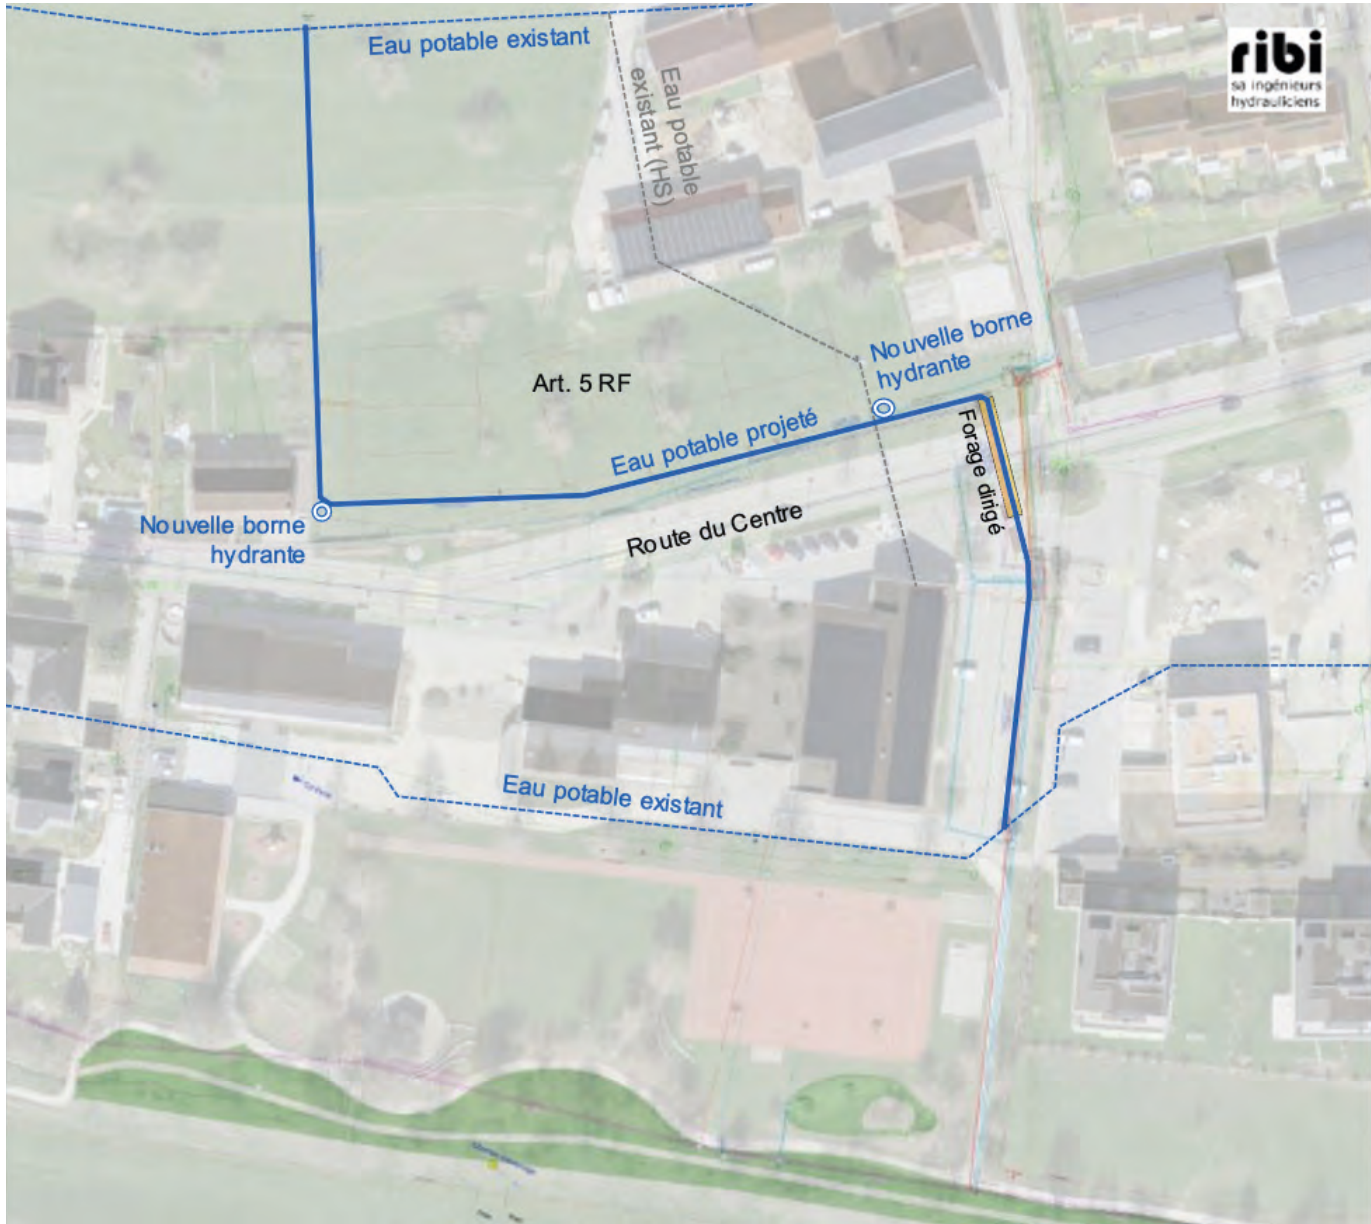 Eau potable existant
Eau potable
existant (HS)
ribi
sa ingénieurs
hydrauliciens
Nouvelle borne
hydrante
Art. 5 RF
Eau potable projeté
Forage dirigé
Nouvelle borne
hydrante
Route du Centre
Eau potable existant